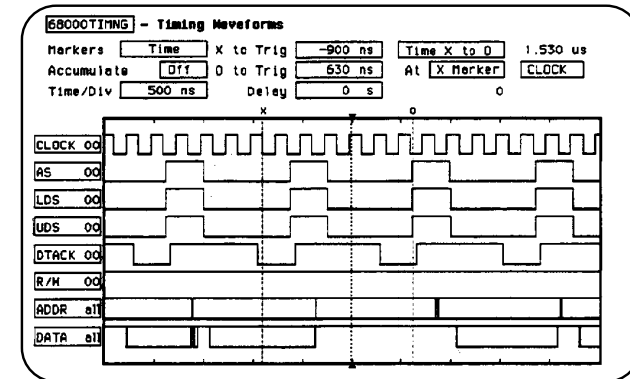 68000TIMNG - Timing Waveforms
Markers Time X to Trig -900 ns Time X to O 1.530 us
Accumulate Off O to Trig 630 ns At X Marker CLOCK
Time/Div 500 ns Delay 0 s 0
X O
CLOCK 00
AS 00
LDS 00
UDS 00
DTACK 00
R/W 00
ADDR all
DATA all